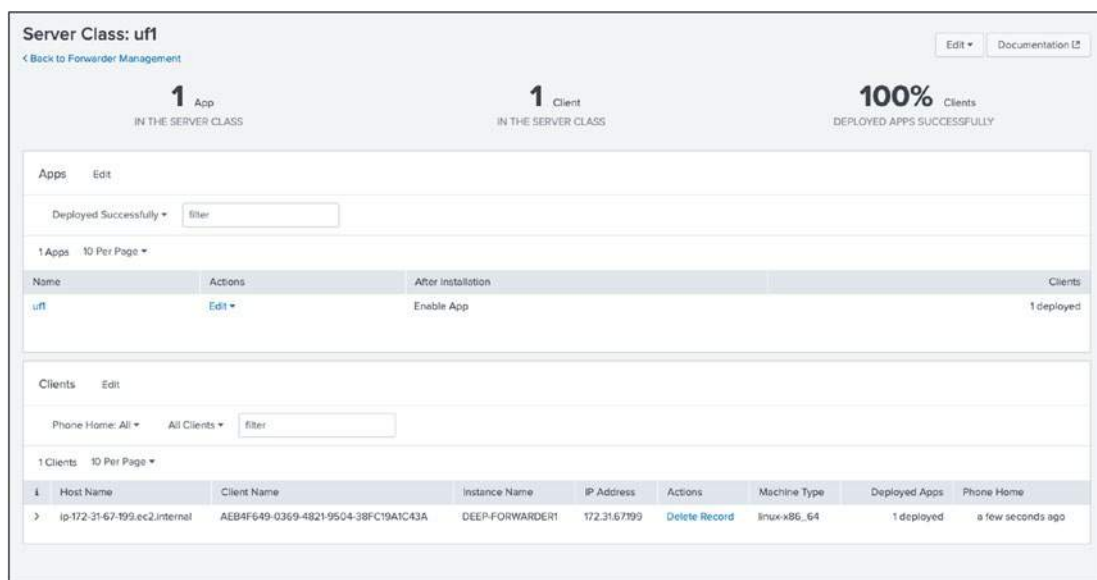 Server Class: uf1
< Back to Forwarder Management
Edit Documentation
1 App
IN THE SERVER CLASS
1 Client
IN THE SERVER CLASS
100% Clients
DEPLOYED APPS SUCCESSFULLY
Apps Edit
Deployed Successfully filter
1 Apps 10 Per Page
Name Actions After Installation Clients
uf1 Edit Enable App 1 deployed
Clients Edit
Phone Home: All All Clients filter
1 Clients 10 Per Page
i Host Name Client Name Instance Name IP Address Actions Machine Type Deployed Apps Phone Home
> ip-172-31-67-199.ec2.internal AEB4F649-0369-4821-9504-38FC19A1C43A DEEP-FORWARDER1 172.31.67.199 Delete Record linux-x86_64 1 deployed a few seconds ago